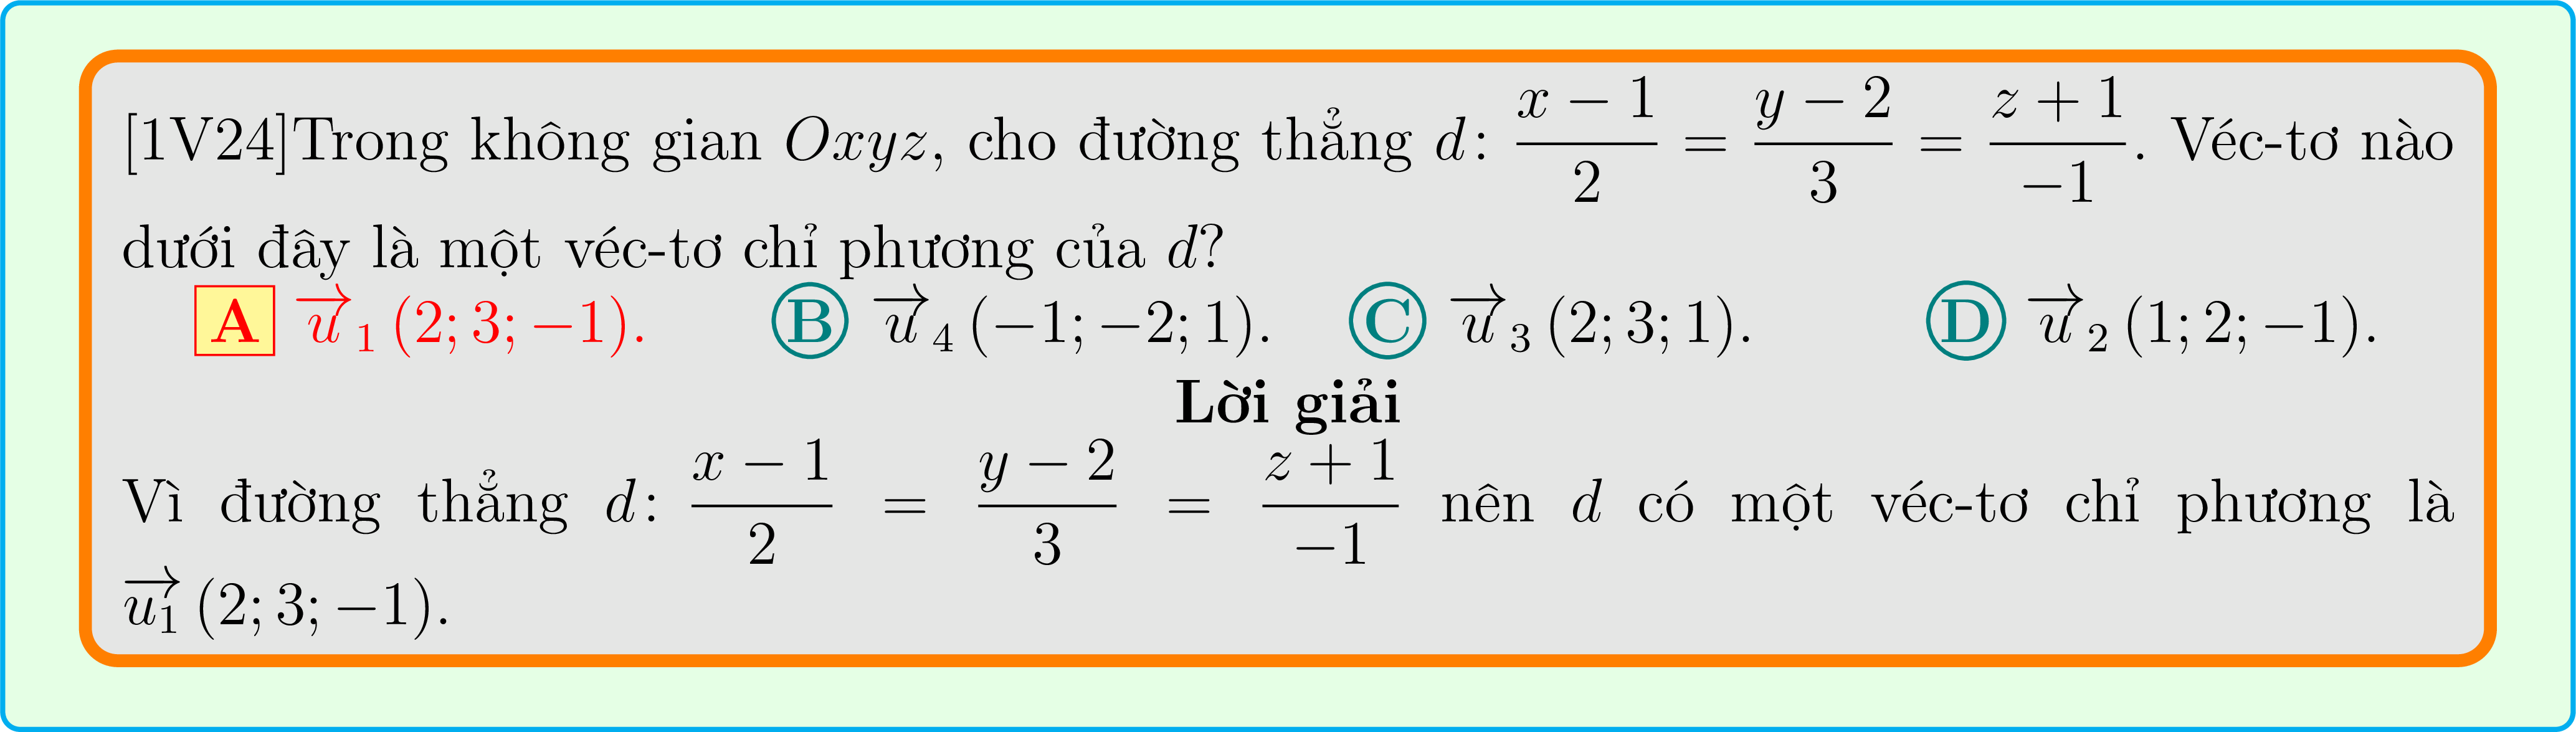 [1V24]Trong không gian Oxyz, cho đường thẳng d: \frac{x - 1}{2} = \frac{y - 2}{3} = \frac{z + 1}{-1}. Véc-tơ nào
dưới đây là một véc-tơ chỉ phương của d?
A \overrightarrow{u}_1 (2; 3; −1). B \overrightarrow{u}_4 (−1; −2; 1). C \overrightarrow{u}_3 (2; 3; 1). D \overrightarrow{u}_2 (1; 2; −1).
Lời giải
Vì đường thẳng d: \frac{x - 1}{2} = \frac{y - 2}{3} = \frac{z + 1}{-1} nên d có một véc-tơ chỉ phương là
\overrightarrow{u_1} (2; 3; −1).